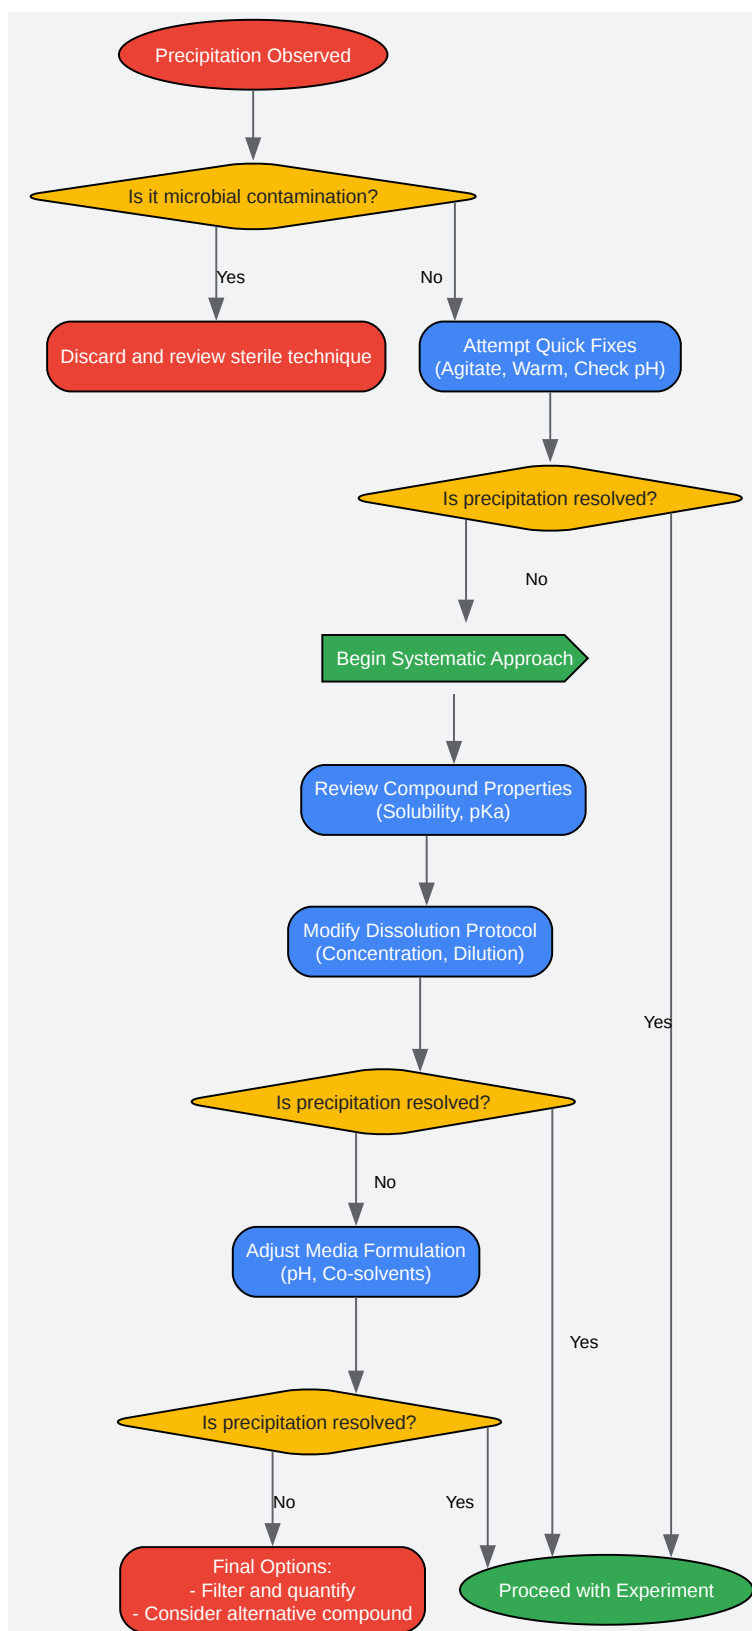 Precipitation Observed
Is it microbial contamination?
Yes
No
Discard and review sterile technique
Attempt Quick Fixes
(Agitate, Warm, Check pH)
Is precipitation resolved?
No
Begin Systematic Approach
Review Compound Properties
(Solubility, pKa)
Modify Dissolution Protocol
(Concentration, Dilution)
Yes
Is precipitation resolved?
No
Adjust Media Formulation
(pH, Co-solvents)
Yes
Is precipitation resolved?
No
Yes
Final Options:
- Filter and quantify
- Consider alternative compound
Proceed with Experiment